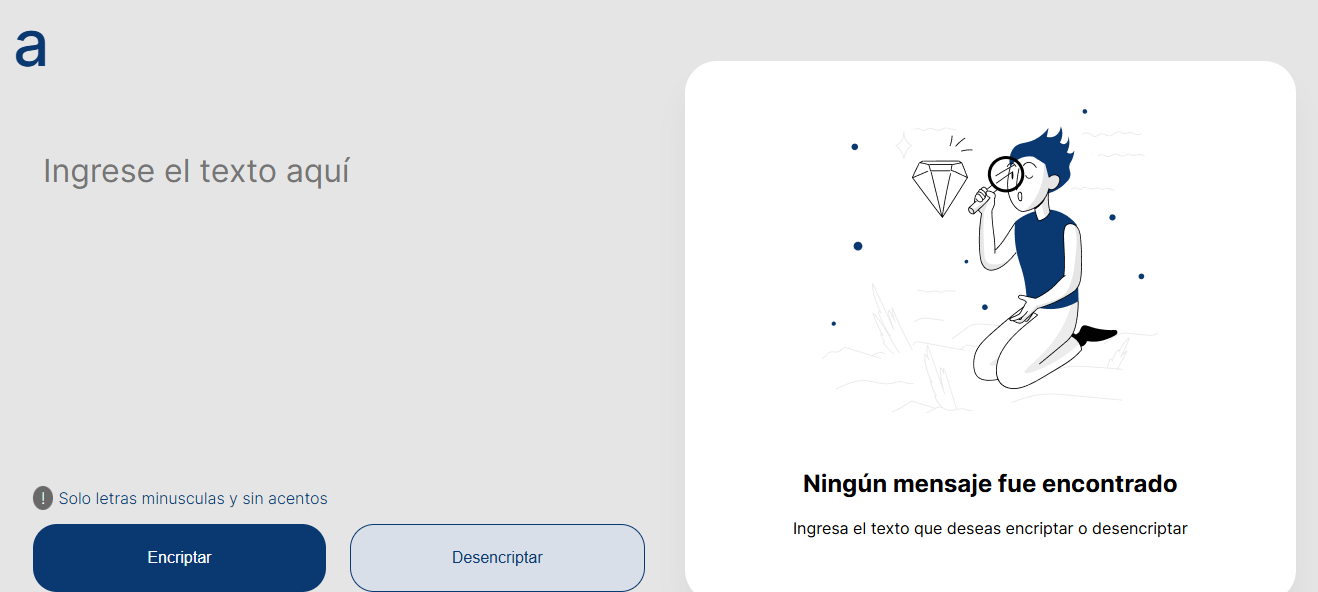 a
Ingrese el texto aquí
! Solo letras minusculas y sin acentos
Encriptar
Desencriptar
Ningún mensaje fue encontrado
Ingresa el texto que deseas encriptar o desencriptar